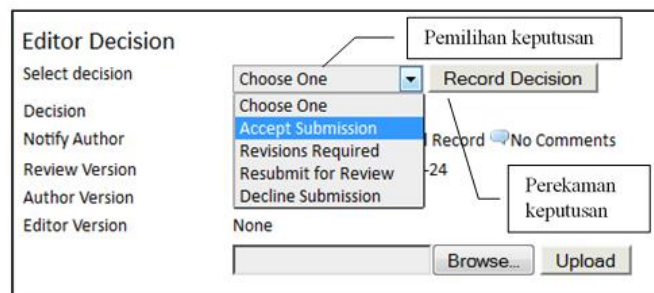 Editor Decision
Pemilihan keputusan
Select decision
Choose One
Record Decision
Choose One
Decision
Accept Submission
Notify Author
Revisions Required
Record No Comments
Review Version
Resubmit for Review
-24
Author Version
Decline Submission
Perekaman
keputusan
Editor Version
None
Browse...
Upload